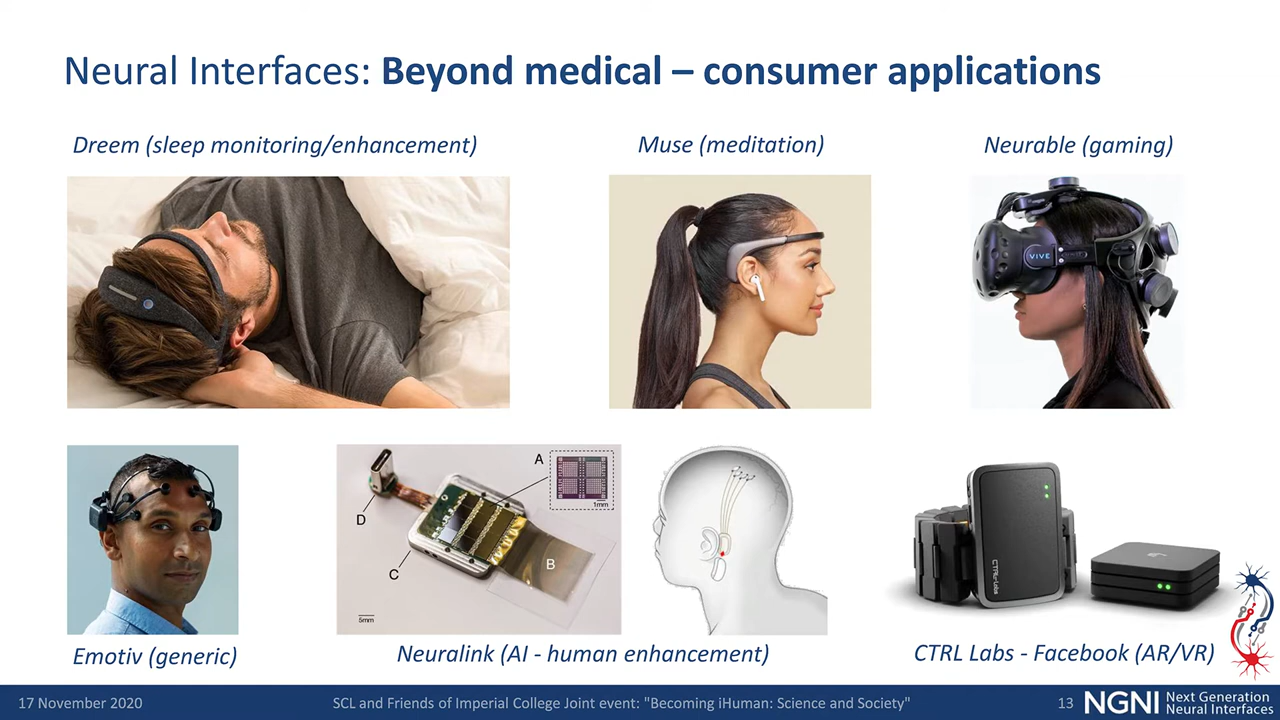 Neural Interfaces: Beyond medical – consumer applications
Dreem (sleep monitoring/enhancement)
Muse (meditation)
Neurable (gaming)
VIVE
A
1mm
D
B
C
5mm
CTRL-Labs
Emotiv (generic)
Neuralink (AI - human enhancement)
CTRL Labs - Facebook (AR/VR)
17 November 2020
SCL and Friends of Imperial College Joint event: "Becoming iHuman: Science and Society"
13
NGNI
Next Generation
Neural Interfaces